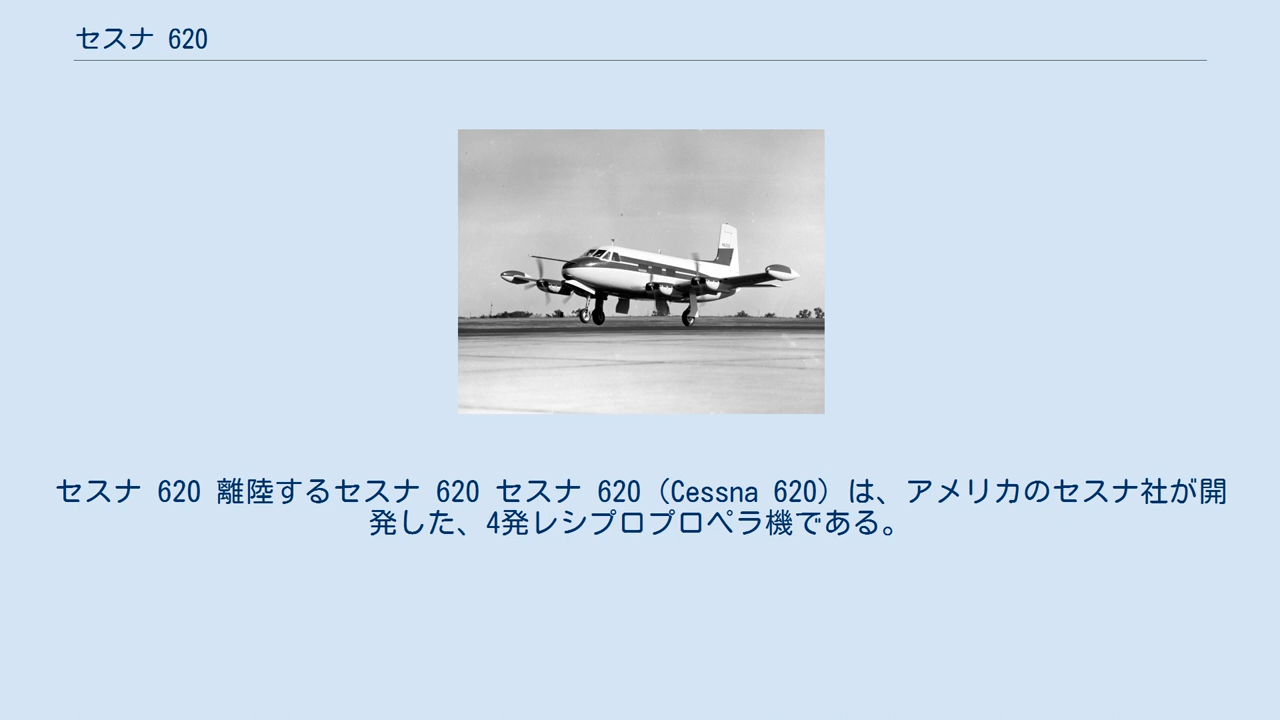 セスナ 620
セスナ 620 離陸するセスナ 620 セスナ 620（Cessna 620）は、アメリカのセスナ社が開
発した、4発レシプロプロペラ機である。